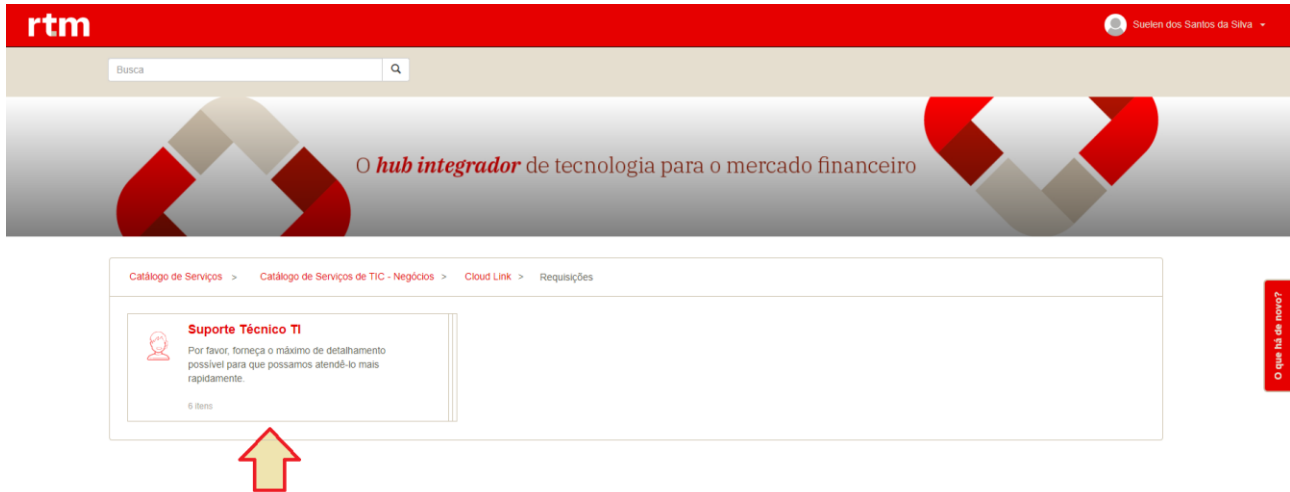 rtm
Suelen dos Santos da Silva
Busca
O hub integrador de tecnologia para o mercado financeiro
Catálogo de Serviços > Catálogo de Serviços de TIC - Negócios > Cloud Link > Requisições
Suporte Técnico TI
Por favor, forneça o máximo de detalhamento
possível para que possamos atendê-lo mais
rapidamente.
6 itens
O que há de novo?